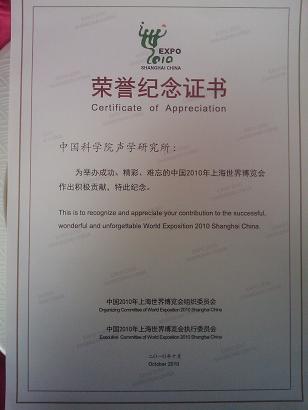 EXPO
2010
SHANGHAI CHINA
荣誉纪念证书
Certificate of Appreciation
中国科学院声学研究所：
为举办成功、精彩、难忘的中国2010年上海世界博览会
作出积极贡献，特此纪念。
This is to recognize and appreciate your contribution to the successful,
wonderful and unforgettable World Exposition 2010 Shanghai China.
中国2010年上海世界博览会组织委员会
Organizing Committee of World Exposition 2010 Shanghai China
中国2010年上海世界博览会执行委员会
Executive Committee of World Exposition 2010 Shanghai China
二〇一〇年十月
October 2010